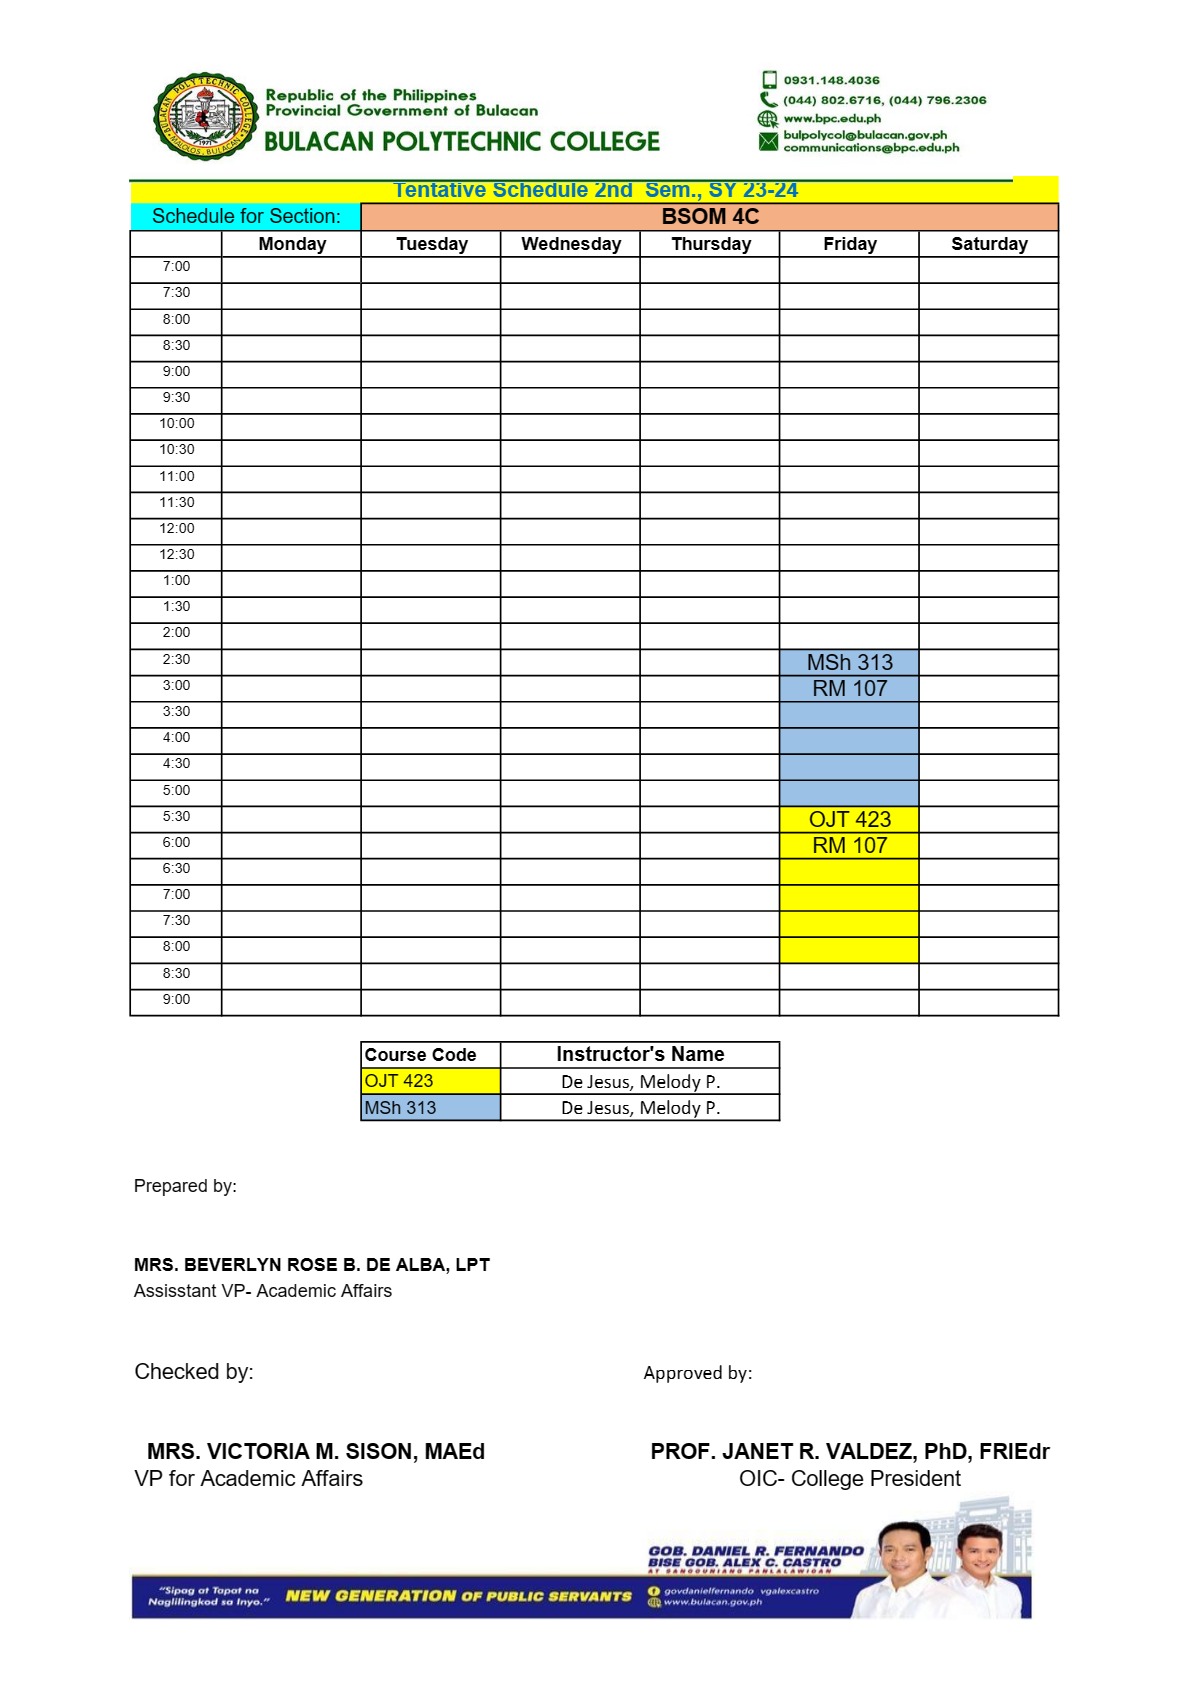 BULACAN POLYTECHNIC COLLEGE
MALOLOS, BULACAN
1971
Republic of the Philippines
Provincial Government of Bulacan
BULACAN POLYTECHNIC COLLEGE
0931.148.4036
(044) 802.6716, (044) 796.2306
www.bpc.edu.ph
bulpolycol@bulacan.gov.ph
communications@bpc.edu.ph
Tentative Schedule 2nd Sem., SY 23-24
Schedule for Section: BSOM 4C
Monday Tuesday Wednesday Thursday Friday Saturday
7:00
7:30
8:00
8:30
9:00
9:30
10:00
10:30
11:00
11:30
12:00
12:30
1:00
1:30
2:00
2:30 MSh 313
3:00 RM 107
3:30
4:00
4:30
5:00
5:30 OJT 423
6:00 RM 107
6:30
7:00
7:30
8:00
8:30
9:00
Course Code Instructor's Name
OJT 423 De Jesus, Melody P.
MSh 313 De Jesus, Melody P.
Prepared by:
MRS. BEVERLYN ROSE B. DE ALBA, LPT
Assisstant VP- Academic Affairs
Checked by: Approved by:
MRS. VICTORIA M. SISON, MAEd PROF. JANET R. VALDEZ, PhD, FRIEdr
VP for Academic Affairs OIC- College President
GOB. DANIEL R. FERNANDO
BISE GOB. ALEX C. CASTRO
AT SANGGUNIANG PANLALAWIGAN
“Sipag at Tapat na
Naglilingkod sa Inyo.”
NEW GENERATION OF PUBLIC SERVANTS
govdanielfernando vgalexcastro
www.bulacan.gov.ph